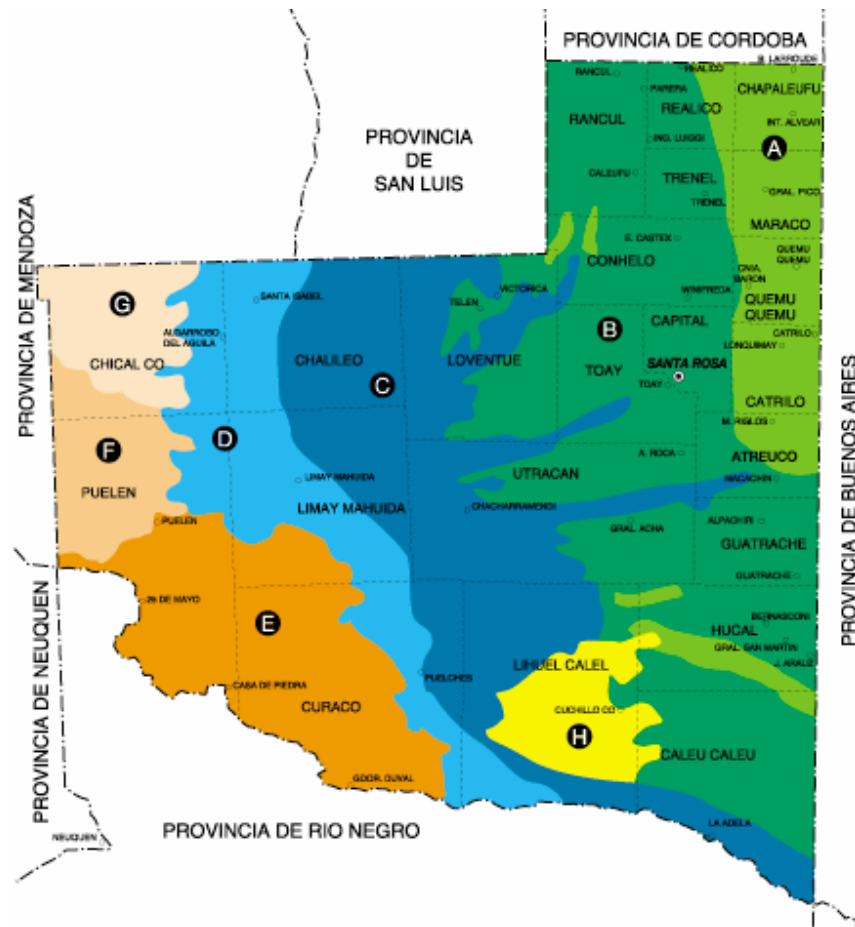 PROVINCIA DE CORDOBA
B. LARROUDE
RANCUL
REALICO
PARERA
CHAPALEUFU
REALICO
RANCUL
INT. ALVEAR
ING. LUIGGI
A
PROVINCIA
DE
SAN LUIS
CALEUFU
TRENEL
TRENEL
GRAL. PICO
MARACO
PROVINCIA DE MENDOZA
E. CASTEX
CONHELO
QUEMU
QUEMU
CNIA.
BARON
G
SANTA ISABEL
VICTORICA
TELEN
WINIFREDA
QUEMU
QUEMU
CAPITAL
B
ALGARROBO
DEL AGUILA
CATRILO
LONQUIMAY
CHICAL CO
CHALILEO
LOVENTUE
TOAY
SANTA ROSA
C
TOAY
CATRILO
PROVINCIA DE BUENOS AIRES
M. RIGLOS
D
F
A. ROCA
ATREUCO
UTRACAN
MACACHIN
LIMAY MAHUIDA
PUELEN
LIMAY MAHUIDA
CHACHARRAMENDI
PUELEN
GRAL. ACHA
ALPACHIRI
GUATRACHE
GUATRACHE
PROVINCIA DE NEUQUEN
25 DE MAYO
E
BERNASCONI
HUCAL
GRAL. SAN MARTIN
J. ARAUZ
LIHUEL CALEL
PUELCHES
CASA DE PIEDRA
CURACO
CUCHILLO CO
H
CALEU CALEU
GDOR. DUVAL
PROVINCIA DE RIO NEGRO
LA ADELA
NEUQUEN